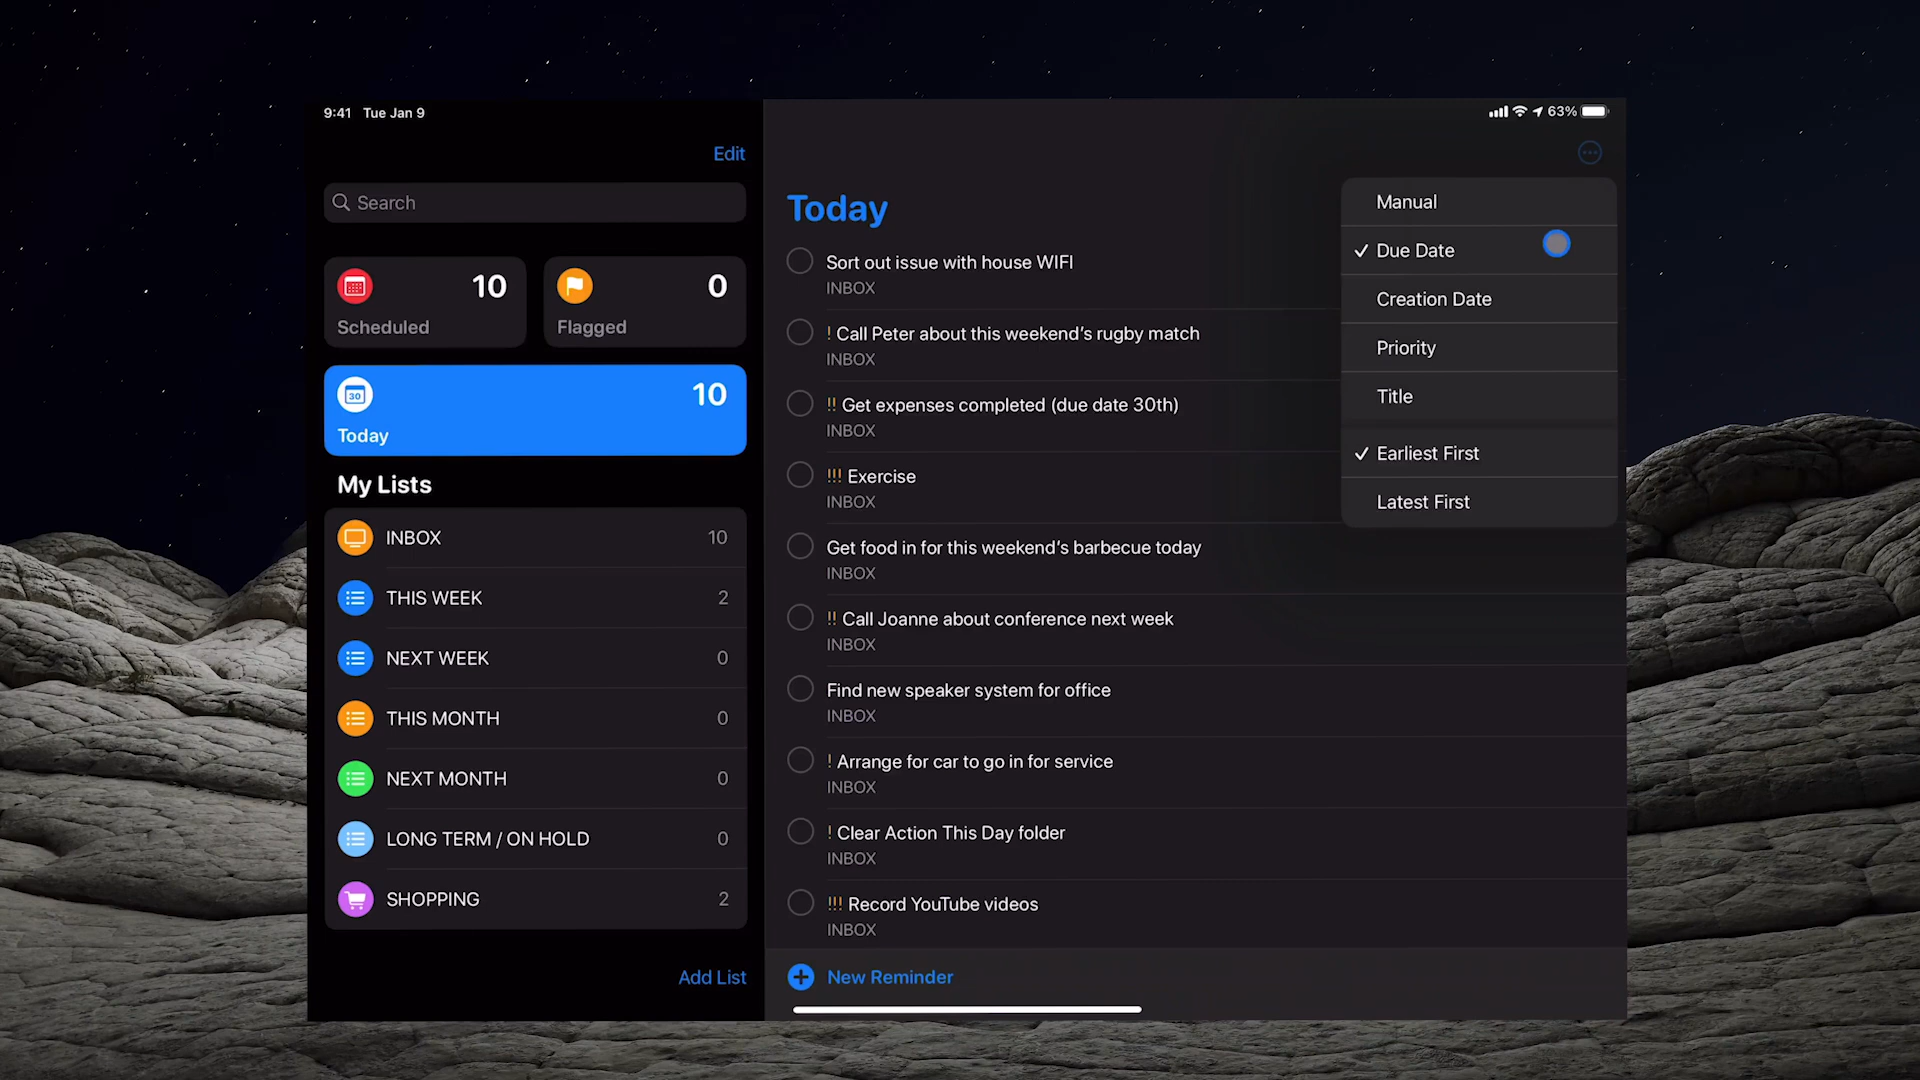 9:41 Tue Jan 9
63%
Edit
Search
10
Scheduled
0
Flagged
30
10
Today
My Lists
INBOX 10
THIS WEEK 2
NEXT WEEK 0
THIS MONTH 0
NEXT MONTH 0
LONG TERM / ON HOLD 0
SHOPPING 2
Add List
Today
Sort out issue with house WIFI
INBOX
! Call Peter about this weekend’s rugby match
INBOX
!! Get expenses completed (due date 30th)
INBOX
!!! Exercise
INBOX
Get food in for this weekend’s barbecue today
INBOX
!! Call Joanne about conference next week
INBOX
Find new speaker system for office
INBOX
! Arrange for car to go in for service
INBOX
! Clear Action This Day folder
INBOX
!!! Record YouTube videos
INBOX
New Reminder
Manual
✓ Due Date
Creation Date
Priority
Title
✓ Earliest First
Latest First